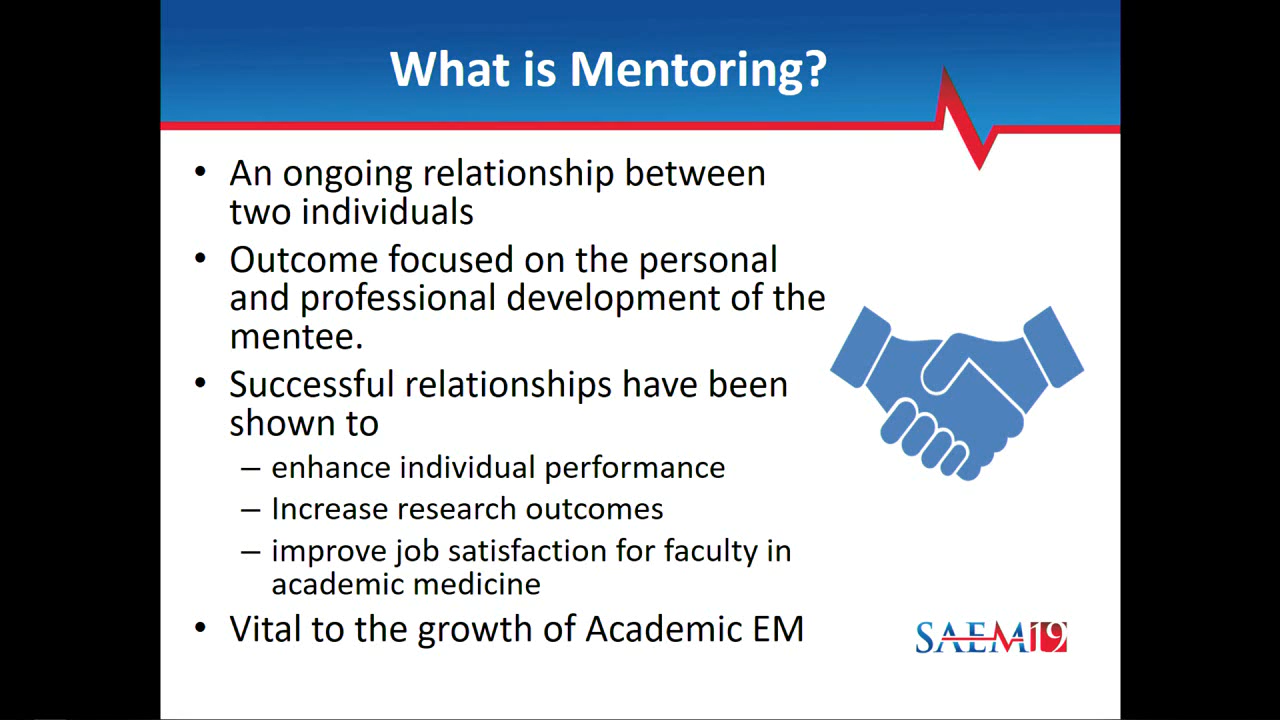 What is Mentoring?
• An ongoing relationship between
two individuals
• Outcome focused on the personal
and professional development of the
mentee.
• Successful relationships have been
shown to
– enhance individual performance
– Increase research outcomes
– improve job satisfaction for faculty in
academic medicine
• Vital to the growth of Academic EM
SAEM19